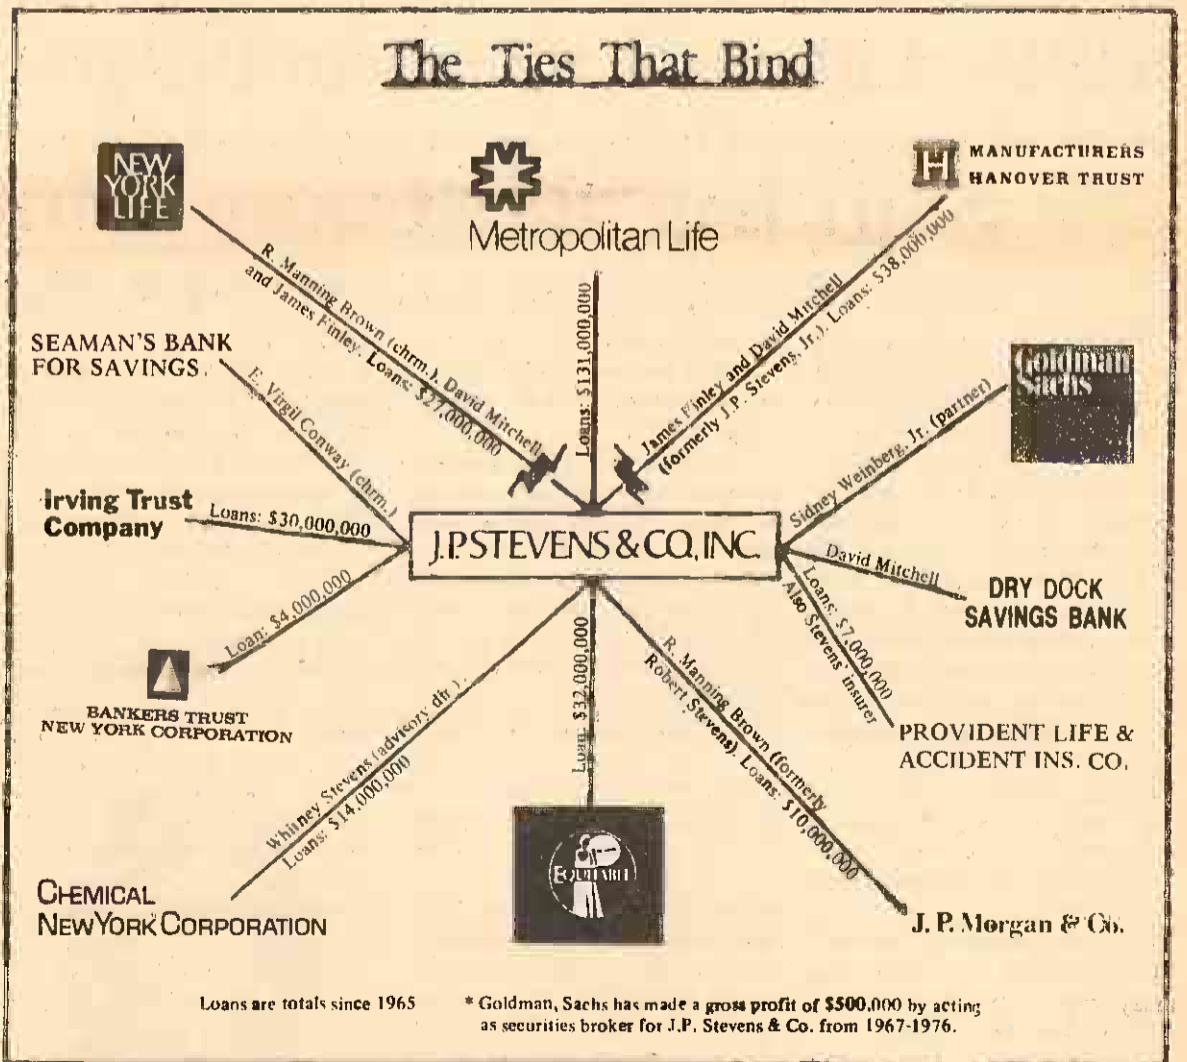 The Ties That Bind
NEW
YORK
LIFE
Metropolitan Life
MANUFACTURERS
HANOVER TRUST
R. Manning Brown (chrm.), David Mitchell
and James Finley. Loans: $27,000,000
Loans: $131,000,000
James Finley and David Mitchell
(formerly J.P. Stevens, Jr.). Loans: $38,000,000
SEAMAN'S BANK
FOR SAVINGS
E. Virgil Conway (chrm.)
Goldman
Sachs
Sidney Weinberg, Jr. (partner)
Irving Trust
Company
Loans: $30,000,000
J.P. STEVENS & CO., INC.
David Mitchell
DRY DOCK
SAVINGS BANK
Loan: $4,000,000
BANKERS TRUST
NEW YORK CORPORATION
Loans: $7,000,000
Also Stevens' insurer
PROVIDENT LIFE &
ACCIDENT INS. CO.
Whitney Stevens (advisory dir.).
Loans: $14,000,000
Loan: $32,000,000
R. Manning Brown (formerly
Robert Stevens). Loans: $10,000,000
CHEMICAL
NEW YORK CORPORATION
EQUITABLE
J. P. Morgan & Co.
Loans are totals since 1965
* Goldman, Sachs has made a gross profit of $500,000 by acting
as securities broker for J.P. Stevens & Co. from 1967-1976.